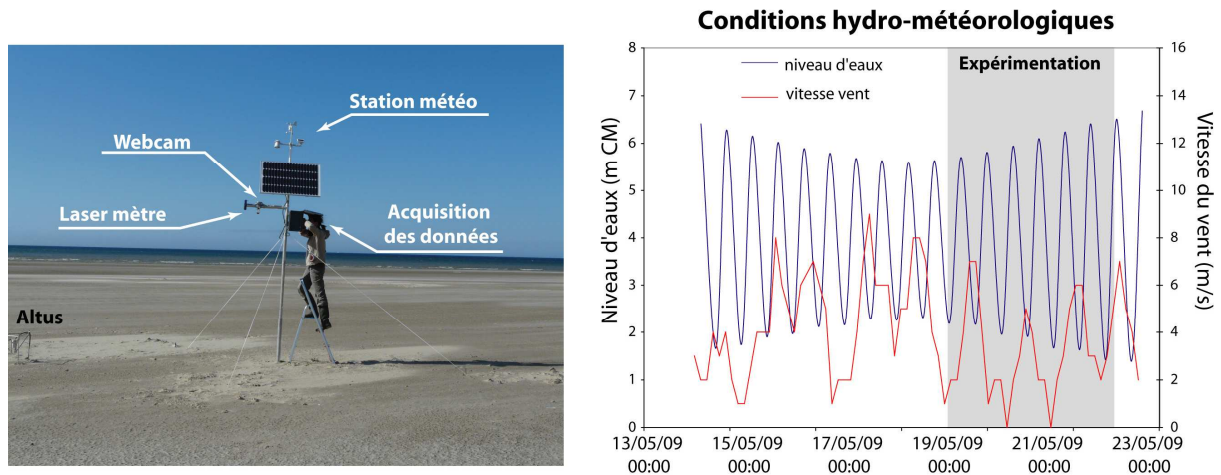 Station météo
Webcam
Laser mètre
Acquisition
des données
Altus
Conditions hydro-météorologiques
niveau d'eaux
vitesse vent
Expérimentation
Niveau d'eaux (m CM)
8
7
6
5
4
3
2
1
0
Vitesse du vent (m/s)
16
14
12
10
8
6
4
2
0
13/05/09 15/05/09 17/05/09 19/05/09 21/05/09 23/05/09
00:00 00:00 00:00 00:00 00:00 00:00